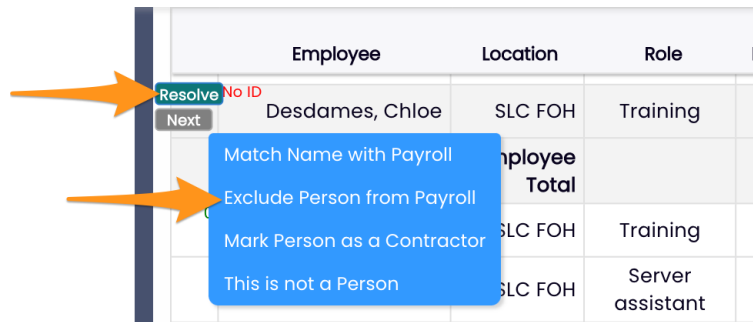 Employee Location Role
Resolve No ID
Desdames, Chloe SLC FOH Training
Next
Match Name with Payroll
Total
Exclude Person from Payroll
SLC FOH Training
Mark Person as a Contractor
Server
This is not a Person SLC FOH
assistant